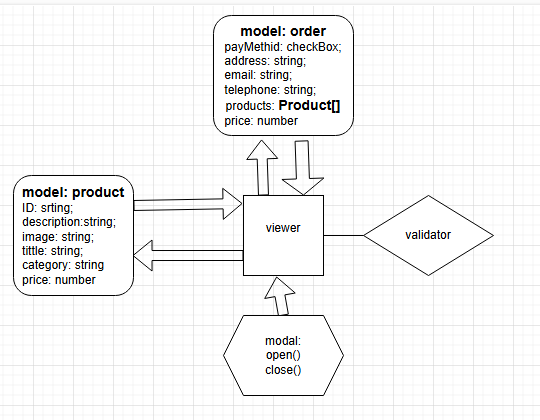 model: order
payMethid: checkBox;
address: string;
email: string;
telephone: string;
products: Product[]
price: number
model: product
ID: srting;
description:string;
image: string;
tittle: string;
category: string
price: number
viewer
validator
modal:
open()
close()